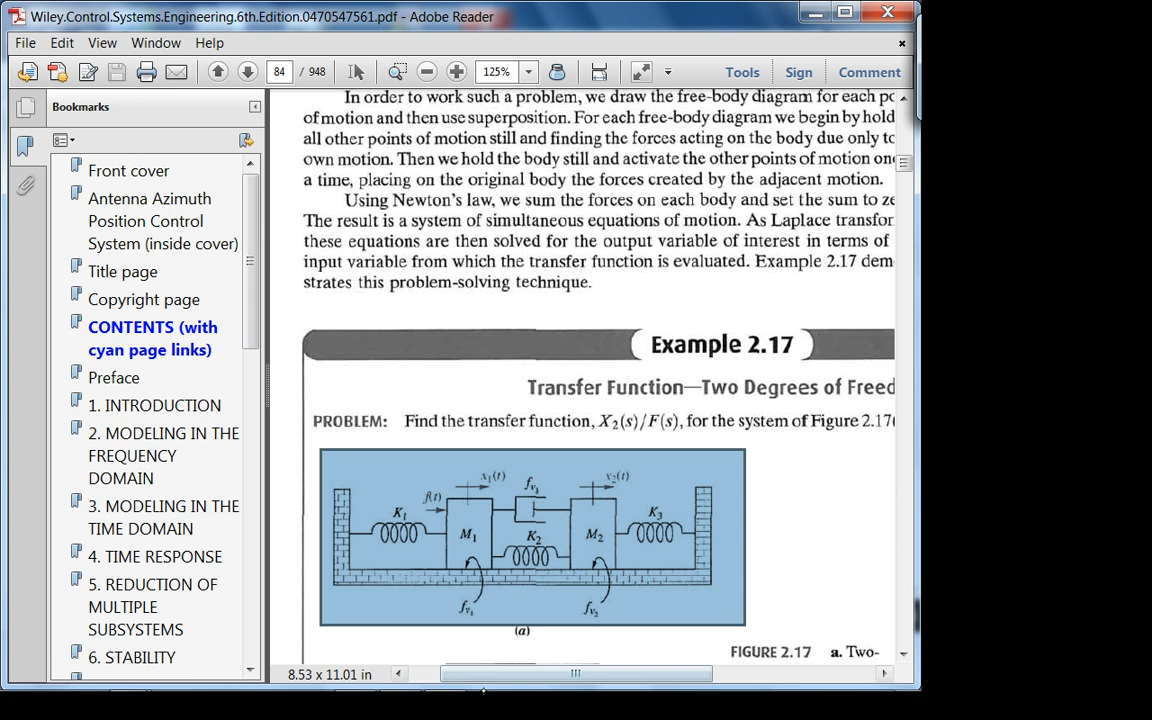 Wiley.Control.Systems.Engineering.6th.Edition.0470547561.pdf - Adobe Reader
File Edit View Window Help
84 / 948 125% Tools Sign Comment
Bookmarks
Front cover
Antenna Azimuth
Position Control
System (inside cover)
Title page
Copyright page
CONTENTS (with
cyan page links)
Preface
1. INTRODUCTION
2. MODELING IN THE
FREQUENCY
DOMAIN
3. MODELING IN THE
TIME DOMAIN
4. TIME RESPONSE
5. REDUCTION OF
MULTIPLE
SUBSYSTEMS
6. STABILITY
In order to work such a problem, we draw the free-body diagram for each po
of motion and then use superposition. For each free-body diagram we begin by hold
all other points of motion still and finding the forces acting on the body due only to
own motion. Then we hold the body still and activate the other points of motion on
a time, placing on the original body the forces created by the adjacent motion.
Using Newton's law, we sum the forces on each body and set the sum to ze
The result is a system of simultaneous equations of motion. As Laplace transfor
these equations are then solved for the output variable of interest in terms of
input variable from which the transfer function is evaluated. Example 2.17 dem
strates this problem-solving technique.
Example 2.17
Transfer Function—Two Degrees of Freed
PROBLEM: Find the transfer function, X₂(s)/F(s), for the system of Figure 2.17(
x₁(t) x₂(t)
f(t) fᵥ₃
K₁ K₃
M₁ K₂ M₂
fᵥ₁ fᵥ₂
(a)
FIGURE 2.17 a. Two-
8.53 x 11.01 in